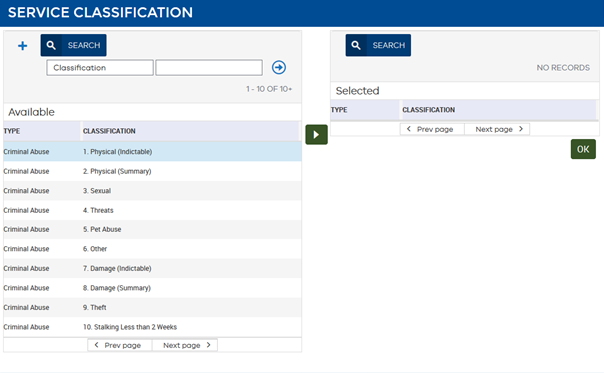 SERVICE CLASSIFICATION
SEARCH
Classification
1 - 10 OF 10+
Available
TYPE CLASSIFICATION
Criminal Abuse 1. Physical (Indictable)
Criminal Abuse 2. Physical (Summary)
Criminal Abuse 3. Sexual
Criminal Abuse 4. Threats
Criminal Abuse 5. Pet Abuse
Criminal Abuse 6. Other
Criminal Abuse 7. Damage (Indictable)
Criminal Abuse 8. Damage (Summary)
Criminal Abuse 9. Theft
Criminal Abuse 10. Stalking Less than 2 Weeks
Prev page Next page
SEARCH
NO RECORDS
Selected
TYPE CLASSIFICATION
Prev page Next page
OK